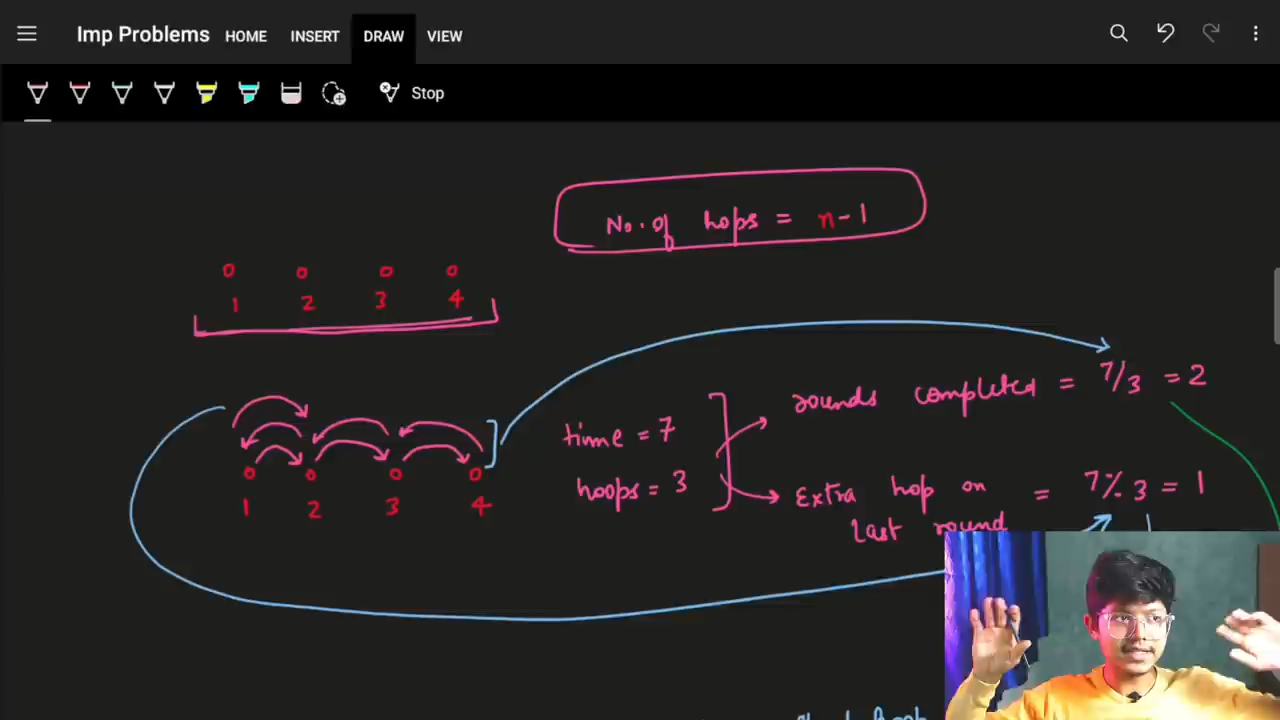 Imp Problems HOME INSERT DRAW VIEW
Stop
No. of hops = n-1
0 0 0 0
1 2 3 4
rounds completed = 7/3 = 2
time = 7
hoops = 3
Extra hop on last round = 7% 3 = 1
0 0 0 0
1 2 3 4